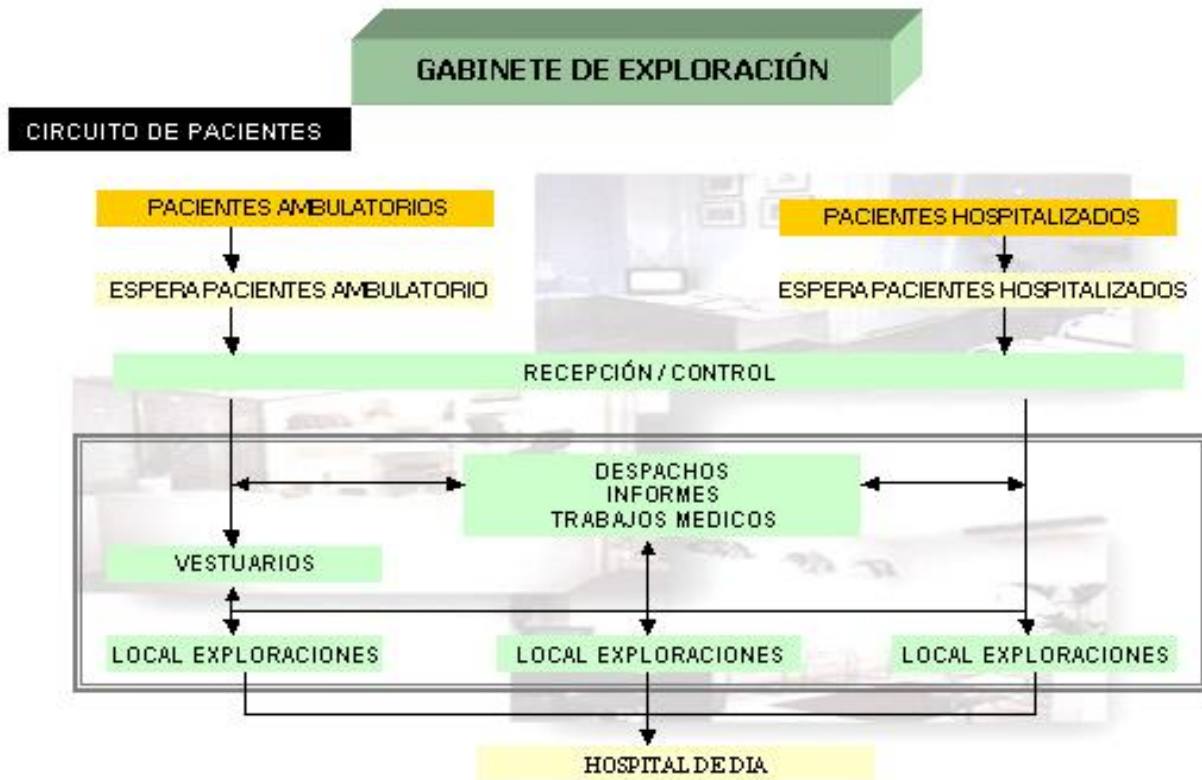 GABINETE DE EXPLORACIÓN
CIRCUITO DE PACIENTES
PACIENTES AMBULATORIOS
PACIENTES HOSPITALIZADOS
ESPERA PACIENTES AMBULATORIO
ESPERA PACIENTES HOSPITALIZADOS
RECEPCIÓN / CONTROL
DESPACHOS
INFORMES
TRABAJOS MEDICOS
VESTUARIOS
LOCAL EXPLORACIONES
LOCAL EXPLORACIONES
LOCAL EXPLORACIONES
HOSPITAL DE DIA